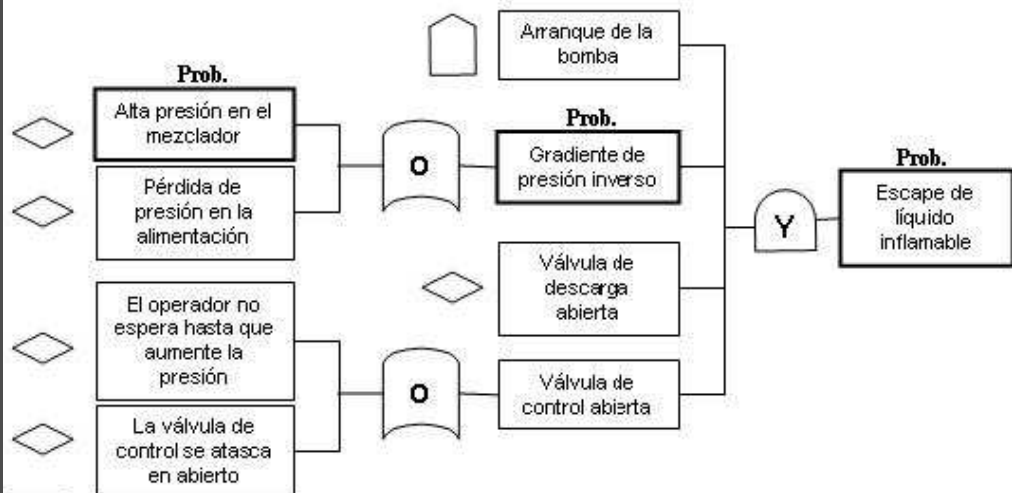 Arranque de la
bomba
Prob.
Alta presión en el
mezclador
O
Prob.
Gradiente de
presión inverso
Pérdida de
presión en la
alimentación
Prob.
Escape de
líquido
inflamable
Y
Válvula de
descarga
abierta
El operador no
espera hasta que
aumente la
presión
O
Válvula de
control abierta
La válvula de
control se atasca
en abierto